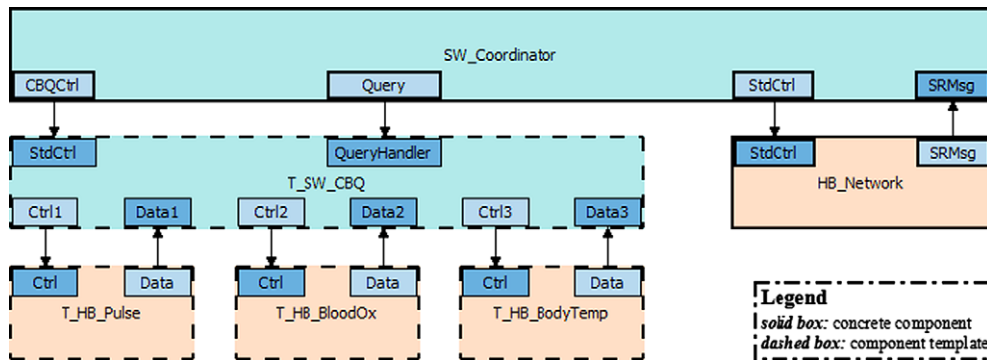 SW_Coordinator
CBQCtrl Query StdCtrl SRMsg
StdCtrl QueryHandler StdCtrl SRMsg
T_SW_CBQ HB_Network
Ctrl1 Data1 Ctrl2 Data2 Ctrl3 Data3
Ctrl Data Ctrl Data Ctrl Data
T_HB_Pulse T_HB_BloodOx T_HB_BodyTemp
Legend
solid box: concrete component
dashed box: component template